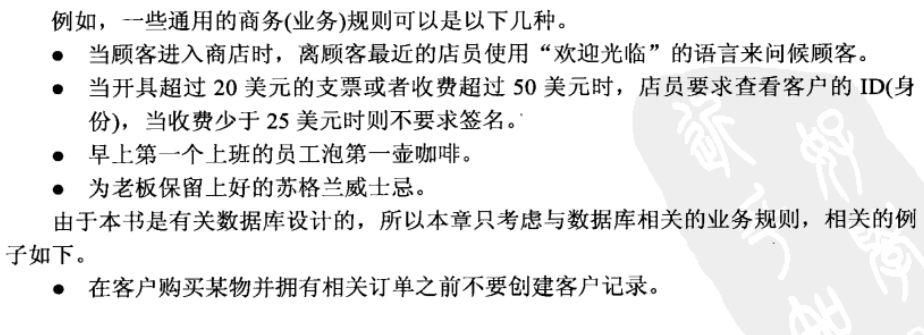 例如，一些通用的商务(业务)规则可以是以下几种。
● 当顾客进入商店时，离顾客最近的店员使用“欢迎光临”的语言来问候顾客。
● 当开具超过 20 美元的支票或者收费超过 50 美元时，店员要求查看客户的 ID(身
份)，当收费少于 25 美元时则不要求签名。
● 早上第一个上班的员工泡第一壶咖啡。
● 为老板保留上好的苏格兰威士忌。
由于本书是有关数据库设计的，所以本章只考虑与数据库相关的业务规则，相关的例
子如下。
● 在客户购买某物并拥有相关订单之前不要创建客户记录。